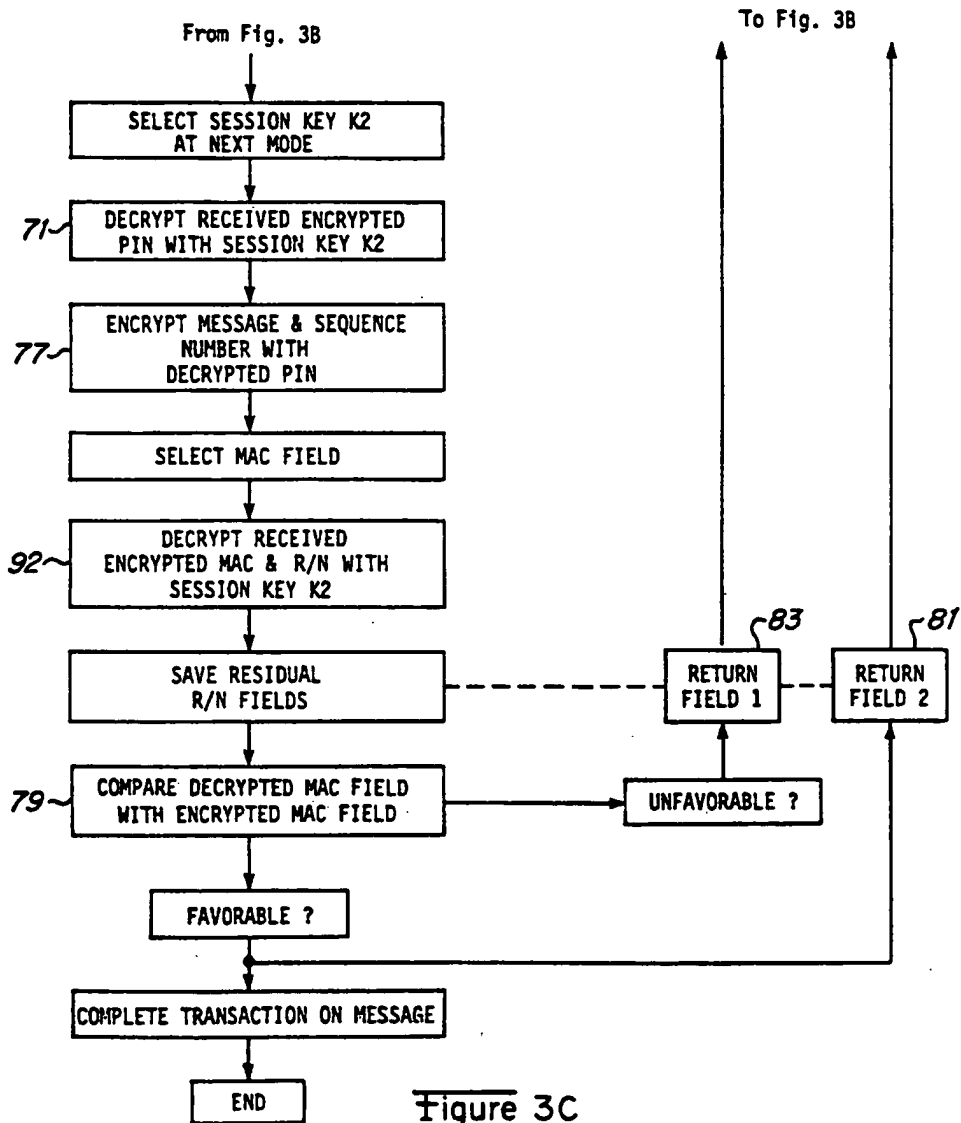 From Fig. 3B
To Fig. 3B
SELECT SESSION KEY K2
AT NEXT MODE
71
DECRYPT RECEIVED ENCRYPTED
PIN WITH SESSION KEY K2
77
ENCRYPT MESSAGE & SEQUENCE
NUMBER WITH
DECRYPTED PIN
SELECT MAC FIELD
92
DECRYPT RECEIVED
ENCRYPTED MAC & R/N WITH
SESSION KEY K2
SAVE RESIDUAL
R/N FIELDS
83
RETURN
FIELD 1
81
RETURN
FIELD 2
79
COMPARE DECRYPTED MAC FIELD
WITH ENCRYPTED MAC FIELD
UNFAVORABLE ?
FAVORABLE ?
COMPLETE TRANSACTION ON MESSAGE
END
Figure 3C